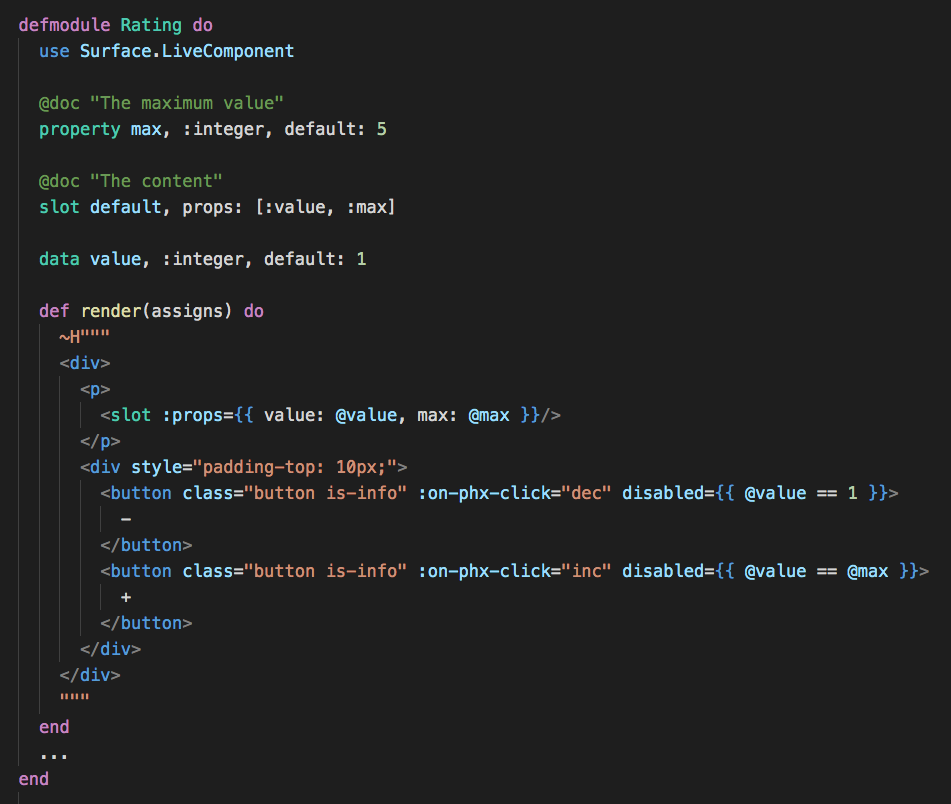 defmodule Rating do
  use Surface.LiveComponent

  @doc "The maximum value"
  property max, :integer, default: 5

  @doc "The content"
  slot default, props: [:value, :max]

  data value, :integer, default: 1

  def render(assigns) do
    ~H"""
    <div>
      <p>
        <slot :props={{ value: @value, max: @max }}/>
      </p>
      <div style="padding-top: 10px;">
        <button class="button is-info" :on-phx-click="dec" disabled={{ @value == 1 }}>
          -
        </button>
        <button class="button is-info" :on-phx-click="inc" disabled={{ @value == @max }}>
          +
        </button>
      </div>
    </div>
    """
  end
  ...
end